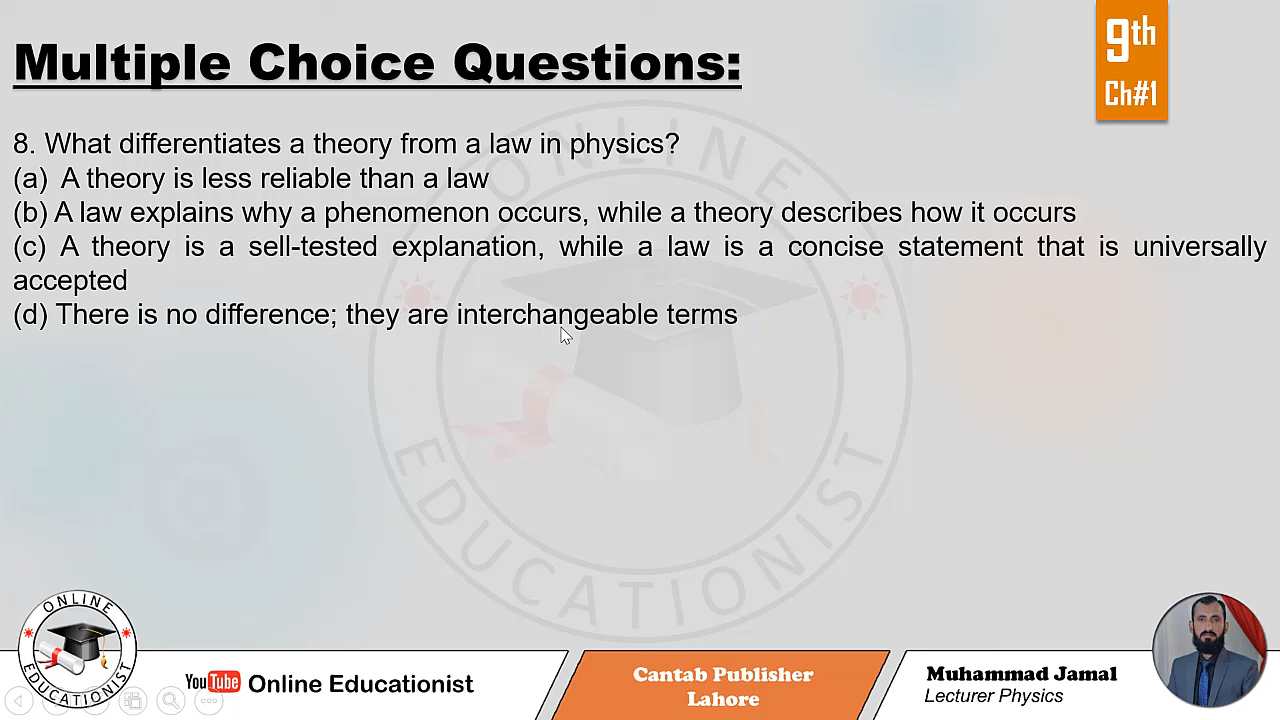 Multiple Choice Questions:
9th
Ch#1
8. What differentiates a theory from a law in physics?
(a) A theory is less reliable than a law
(b) A law explains why a phenomenon occurs, while a theory describes how it occurs
(c) A theory is a sell-tested explanation, while a law is a concise statement that is universally
accepted
(d) There is no difference; they are interchangeable terms
ONLINE
EDUCATIONIST
ONLINE
EDUCATIONIST
YouTube Online Educationist
Cantab Publisher
Lahore
Muhammad Jamal
Lecturer Physics